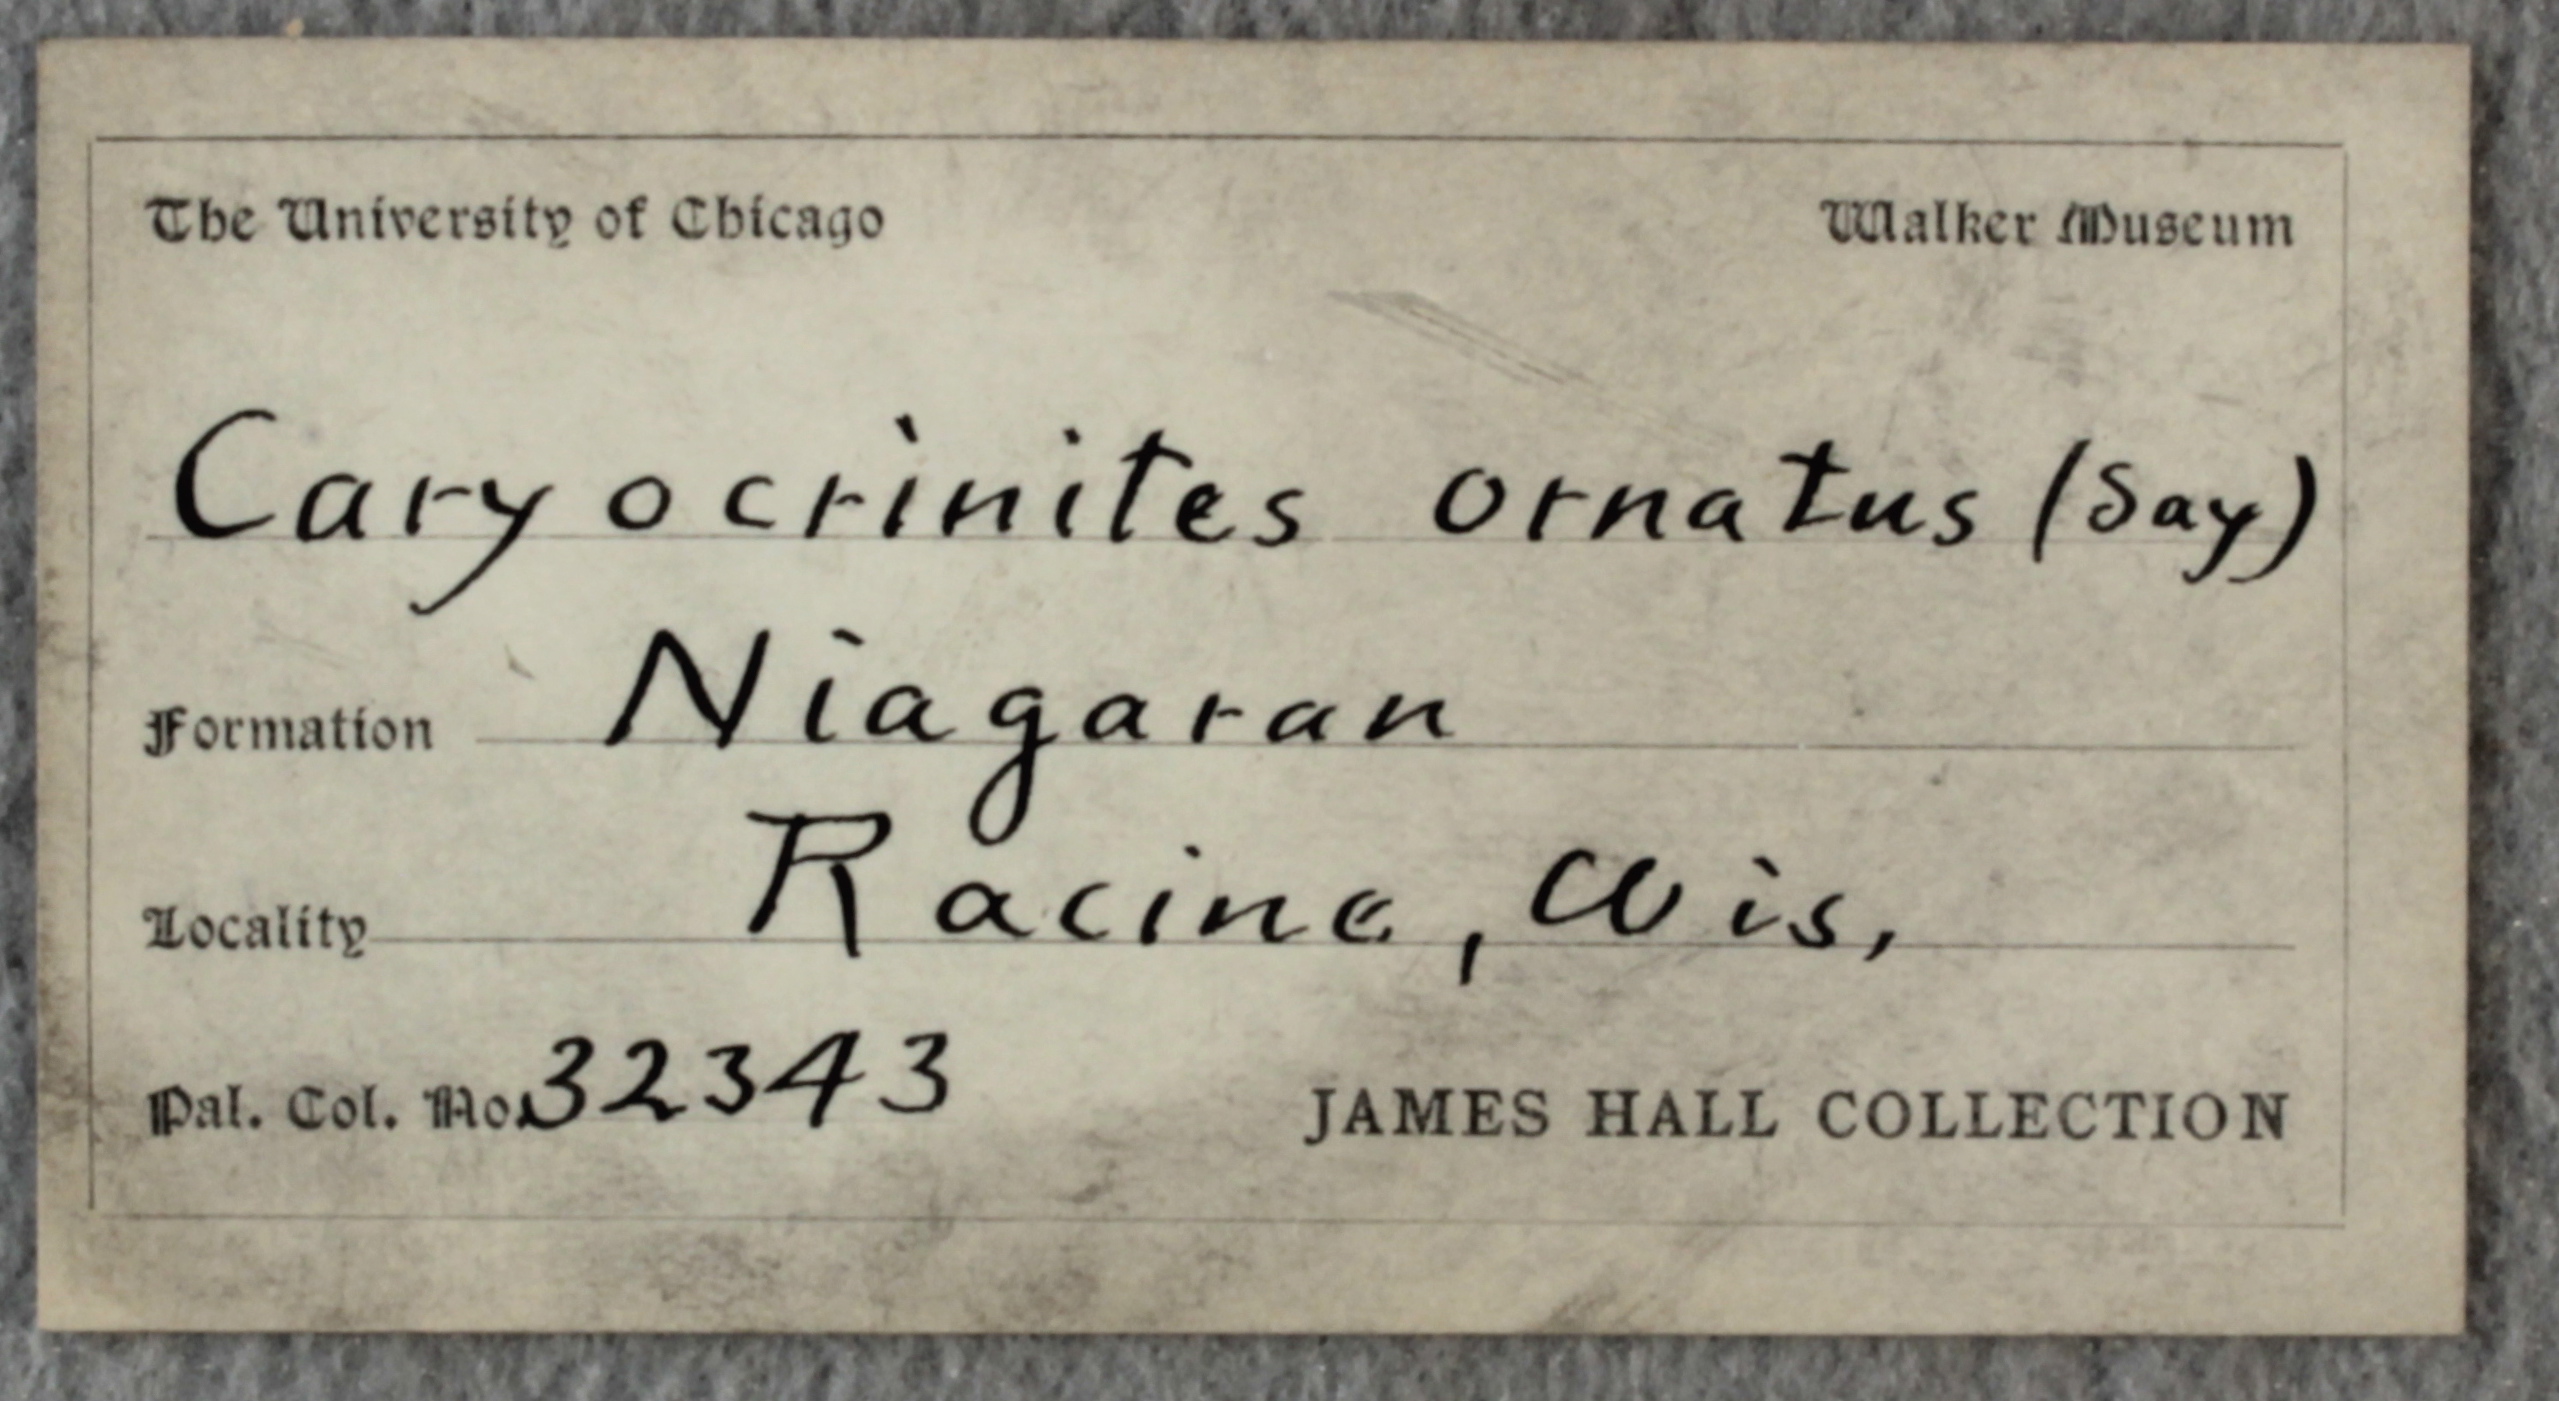 The University of Chicago Walker Museum
Caryocrinites ornatus (Say)
Formation Niagaran
Locality Racine, Wis,
Pal. Col. No. 32343 JAMES HALL COLLECTION